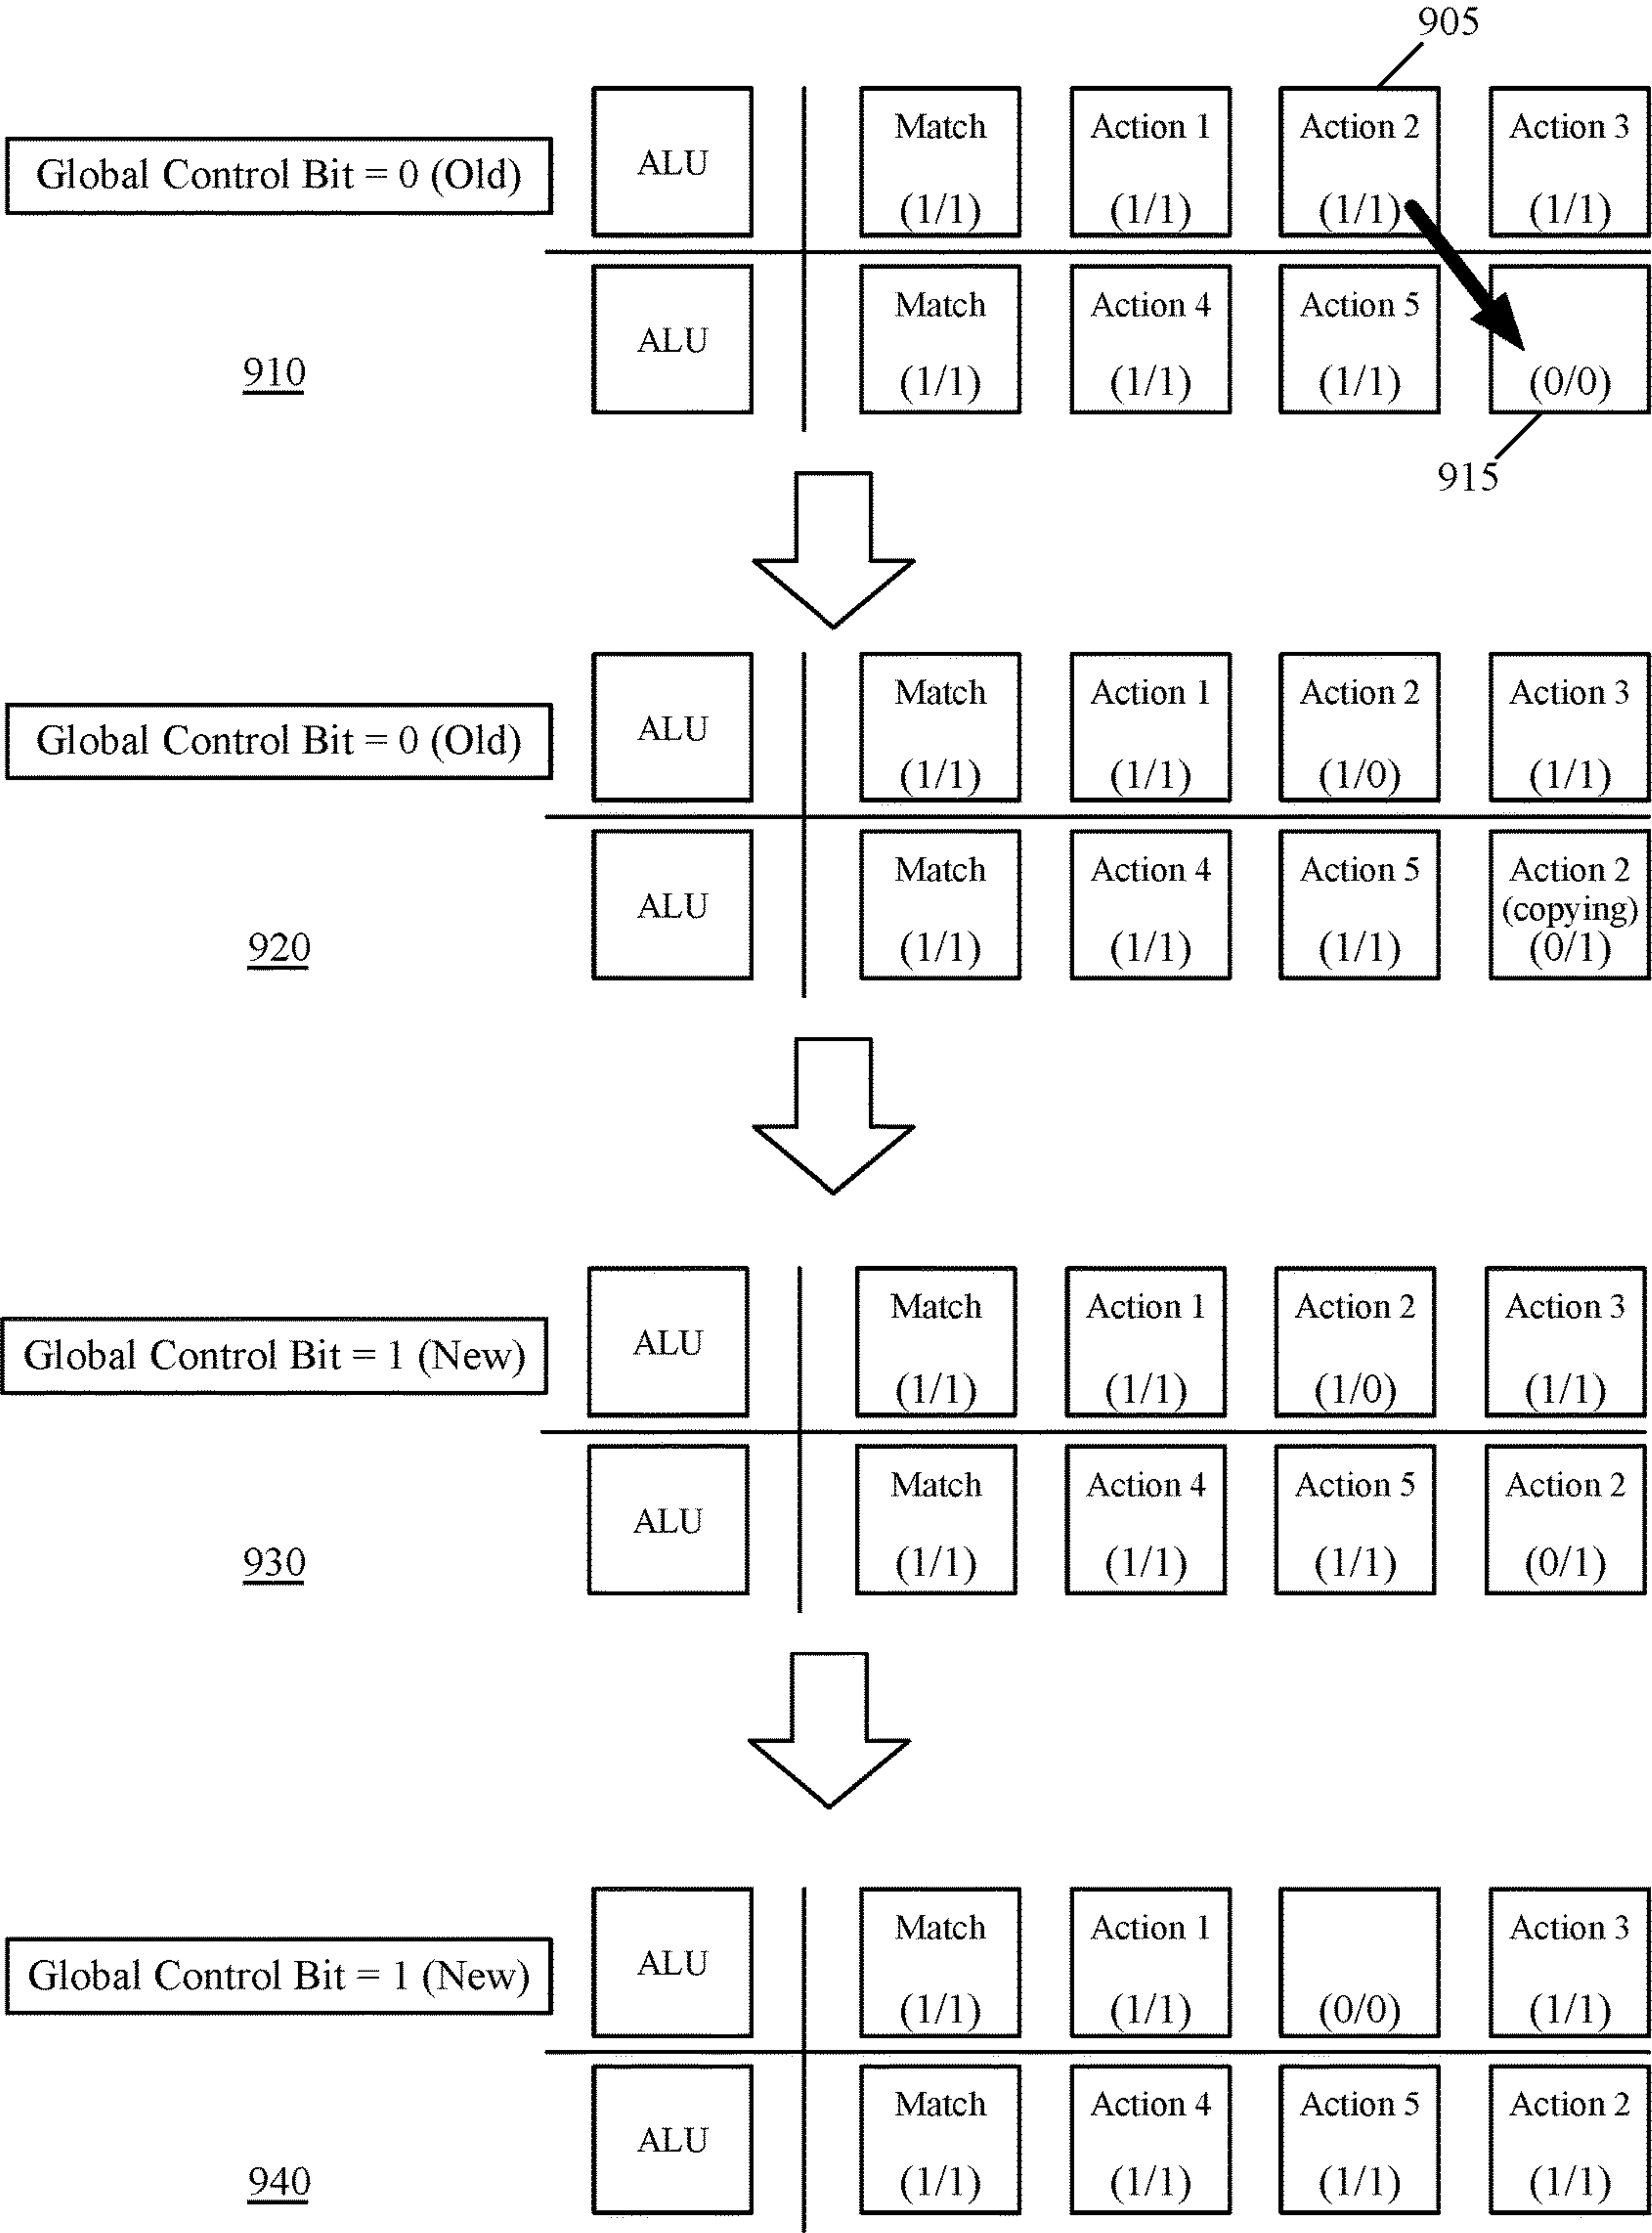 905
Global Control Bit = 0 (Old)
ALU
Match
(1/1)
Action 1
(1/1)
Action 2
(1/1)
Action 3
(1/1)
910
ALU
Match
(1/1)
Action 4
(1/1)
Action 5
(1/1)
(0/0)
915
Global Control Bit = 0 (Old)
ALU
Match
(1/1)
Action 1
(1/1)
Action 2
(1/0)
Action 3
(1/1)
920
ALU
Match
(1/1)
Action 4
(1/1)
Action 5
(1/1)
Action 2
(copying)
(0/1)
Global Control Bit = 1 (New)
ALU
Match
(1/1)
Action 1
(1/1)
Action 2
(1/0)
Action 3
(1/1)
930
ALU
Match
(1/1)
Action 4
(1/1)
Action 5
(1/1)
Action 2
(0/1)
Global Control Bit = 1 (New)
ALU
Match
(1/1)
Action 1
(1/1)
(0/0)
Action 3
(1/1)
940
ALU
Match
(1/1)
Action 4
(1/1)
Action 5
(1/1)
Action 2
(1/1)